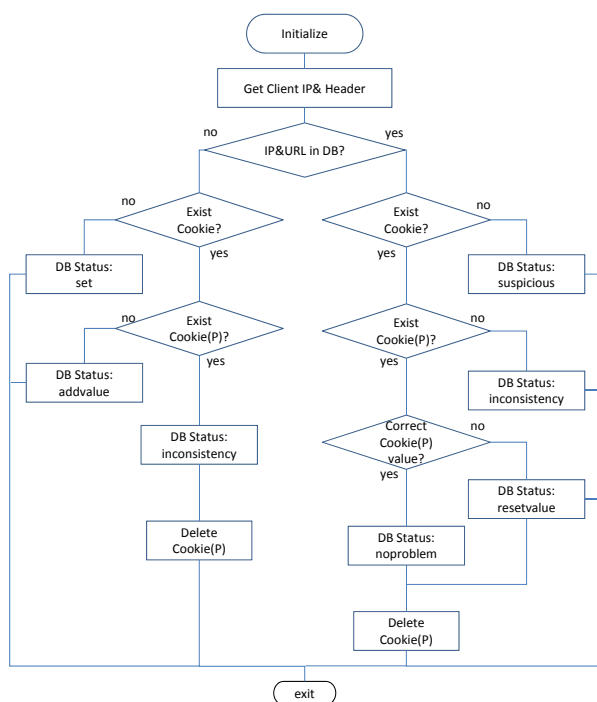 Initialize
Get Client IP& Header
no
yes
IP&URL in DB?
no
Exist
Cookie?
yes
no
Exist
Cookie?
yes
DB Status:
set
DB Status:
suspicious
no
Exist
Cookie(P)?
yes
no
Exist
Cookie(P)?
yes
DB Status:
addvalue
DB Status:
inconsistency
DB Status:
inconsistency
Correct
Cookie(P)
value?
no
yes
DB Status:
resetvalue
Delete
Cookie(P)
DB Status:
noproblem
Delete
Cookie(P)
exit